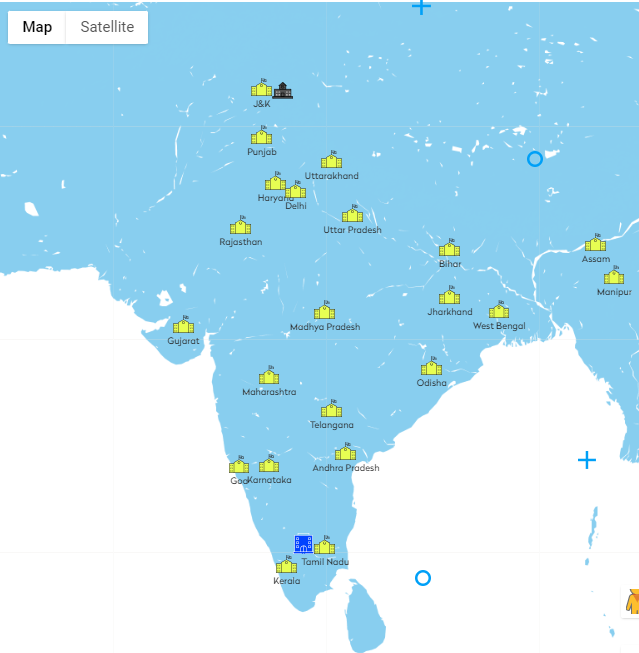 Map Satellite
J&K
Punjab
Uttarakhand
Haryana
Delhi
Uttar Pradesh
Rajasthan
Assam
Bihar
Manipur
Jharkhand
West Bengal
Madhya Pradesh
Gujarat
Odisha
Maharashtra
Telangana
Andhra Pradesh
Goa
Karnataka
Tamil Nadu
Kerala